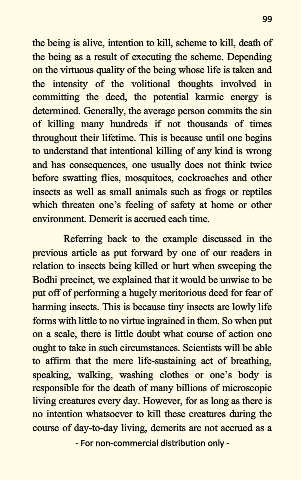 99
the being is alive, intention to kill, scheme to kill, death of
the being as a result of executing the scheme. Depending
on the virtuous quality of the being whose life is taken and
the intensity of the volitional thoughts involved in
committing the deed, the potential karmic energy is
determined. Generally, the average person commits the sin
of killing many hundreds if not thousands of times
throughout their lifetime. This is because until one begins
to understand that intentional killing of any kind is wrong
and has consequences, one usually does not think twice
before swatting flies, mosquitoes, cockroaches and other
insects as well as small animals such as frogs or reptiles
which threaten one’s feeling of safety at home or other
environment. Demerit is accrued each time.
Referring back to the example discussed in the
previous article as put forward by one of our readers in
relation to insects being killed or hurt when sweeping the
Bodhi precinct, we explained that it would be unwise to be
put off of performing a hugely meritorious deed for fear of
harming insects. This is because tiny insects are lowly life
forms with little to no virtue ingrained in them. So when put
on a scale, there is little doubt what course of action one
ought to take in such circumstances. Scientists will be able
to affirm that the mere life-sustaining act of breathing,
speaking, walking, washing clothes or one’s body is
responsible for the death of many billions of microscopic
living creatures every day. However, for as long as there is
no intention whatsoever to kill these creatures during the
course of day-to-day living, demerits are not accrued as a
- For non-commercial distribution only -